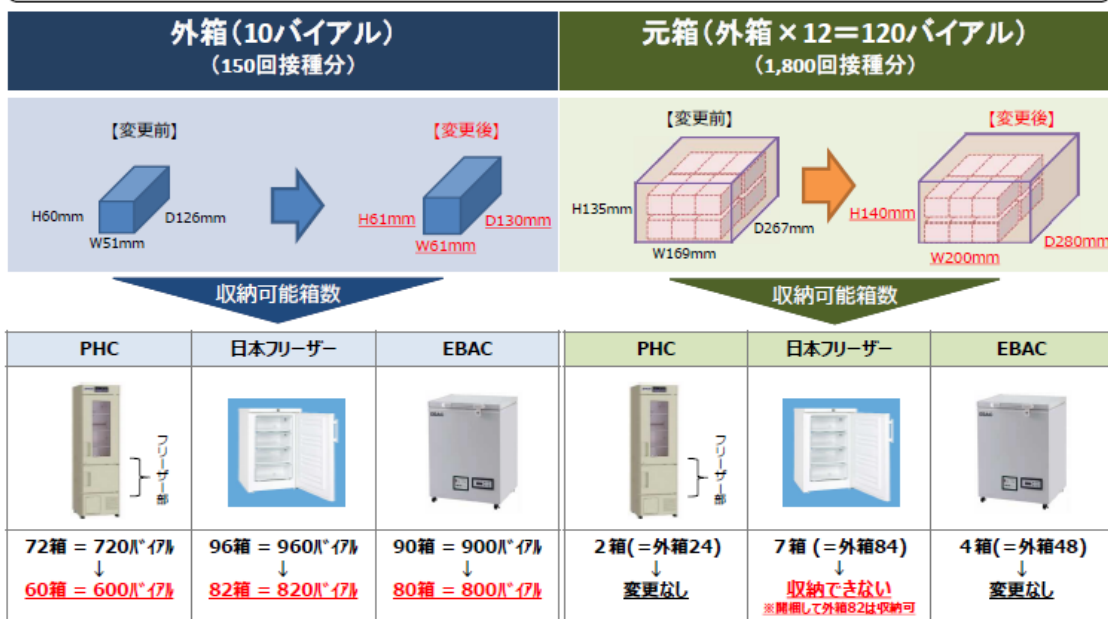 外箱(10バイアル)
(150回接種分)
元箱(外箱×12=120バイアル)
(1,800回接種分)
【変更前】
【変更後】
H60mm
D126mm
W51mm
H61mm
D130mm
W61mm
【変更前】
【変更後】
H135mm
D267mm
W169mm
H140mm
D280mm
W200mm
収納可能箱数
収納可能箱数
PHC
日本フリーザー
EBAC
PHC
日本フリーザー
EBAC
フリーザー部
フリーザー部
72箱 = 720バイアル
↓
60箱 = 600バイアル
96箱 = 960バイアル
↓
82箱 = 820バイアル
90箱 = 900バイアル
↓
80箱 = 800バイアル
2箱(=外箱24)
↓
変更なし
7箱 (=外箱84)
↓
収納できない
※開梱して外箱82は収納可
4箱(=外箱48)
↓
変更なし